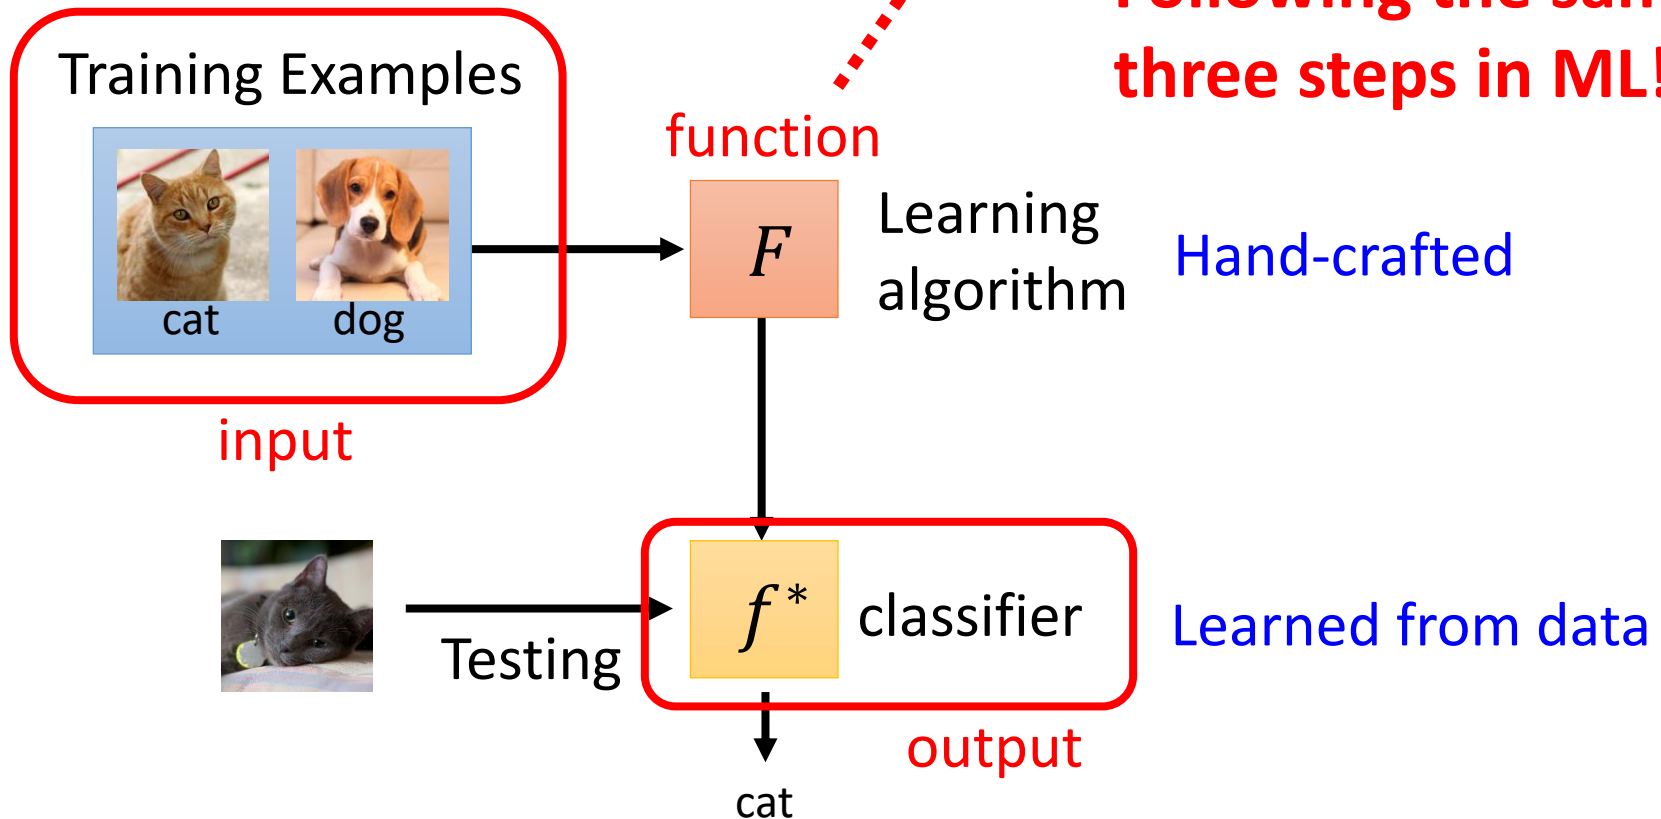 three steps in ML!
Training Examples
cat
dog
input
function
F
Learning
algorithm
Hand-crafted
Testing
f*
classifier
Learned from data
output
cat